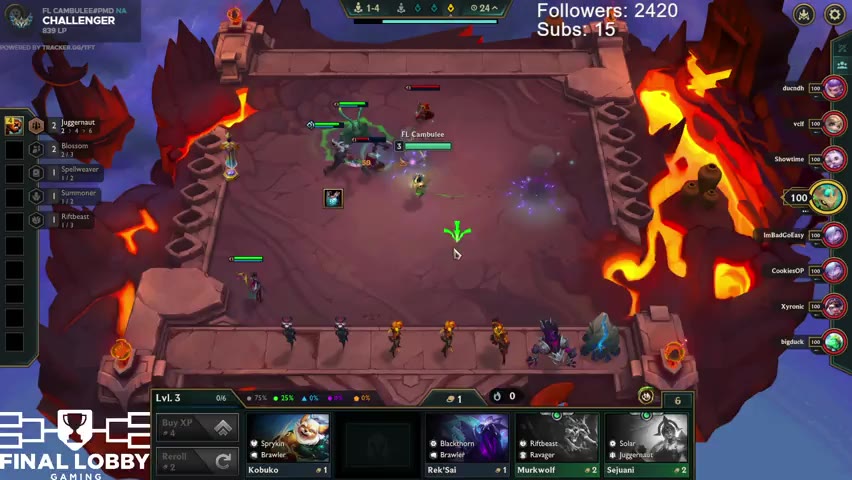 FL CAMBULEE#PMD NA
CHALLENGER
839 LP
POWERED BY TRACKER.GG/TFT
1-4
24
Followers: 2420
Subs: 15
2 Juggernaut
2 > 4 > 6
2 Blossom
2 / 3
1 Spellweaver
1 / 2
1 Summoner
1 / 2
1 Riftbeast
1 / 3
FL Cambulee
3
ducndh 100
vclf 100
Showtime 100
100
ImBadGoEasy 100
CookiesOP 100
Xyronic 100
bigduck 100
Lvl. 3
0/6
75%
25%
0%
0%
0%
1
0
6
Buy XP
4
Reroll
2
Sprykin
Brawler
Kobuko 1
Blackthorn
Brawler
Rek'Sai 1
Riftbeast
Ravager
Murkwolf 2
Solar
Juggernaut
Sejuani 2
FINAL LOBBY
GAMING